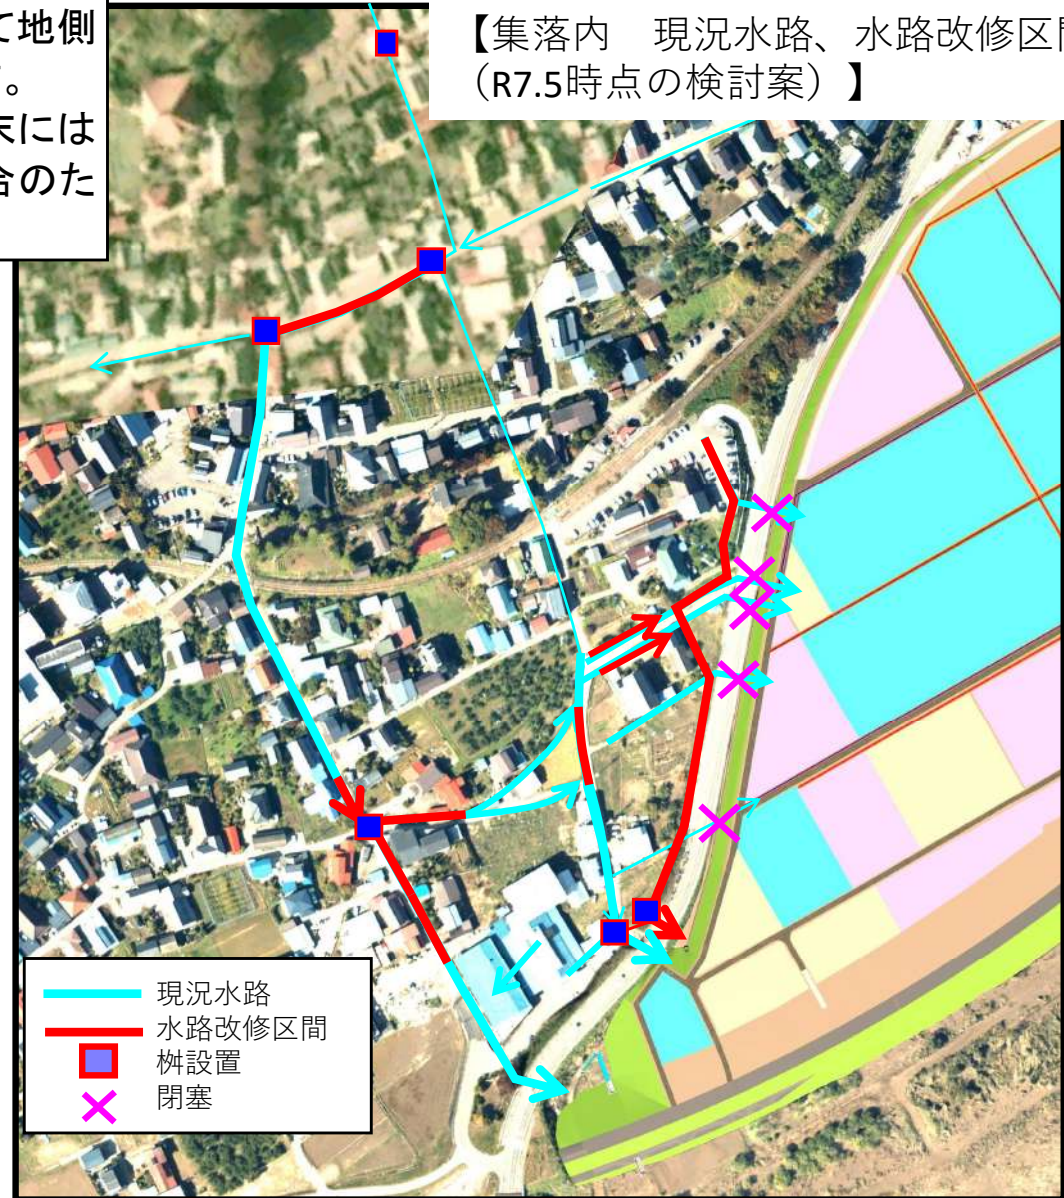 て地側
。
末には
合のた
【集落内　現況水路、水路改修区間
（R7.5時点の検討案）】
現況水路
水路改修区間
桝設置
閉塞